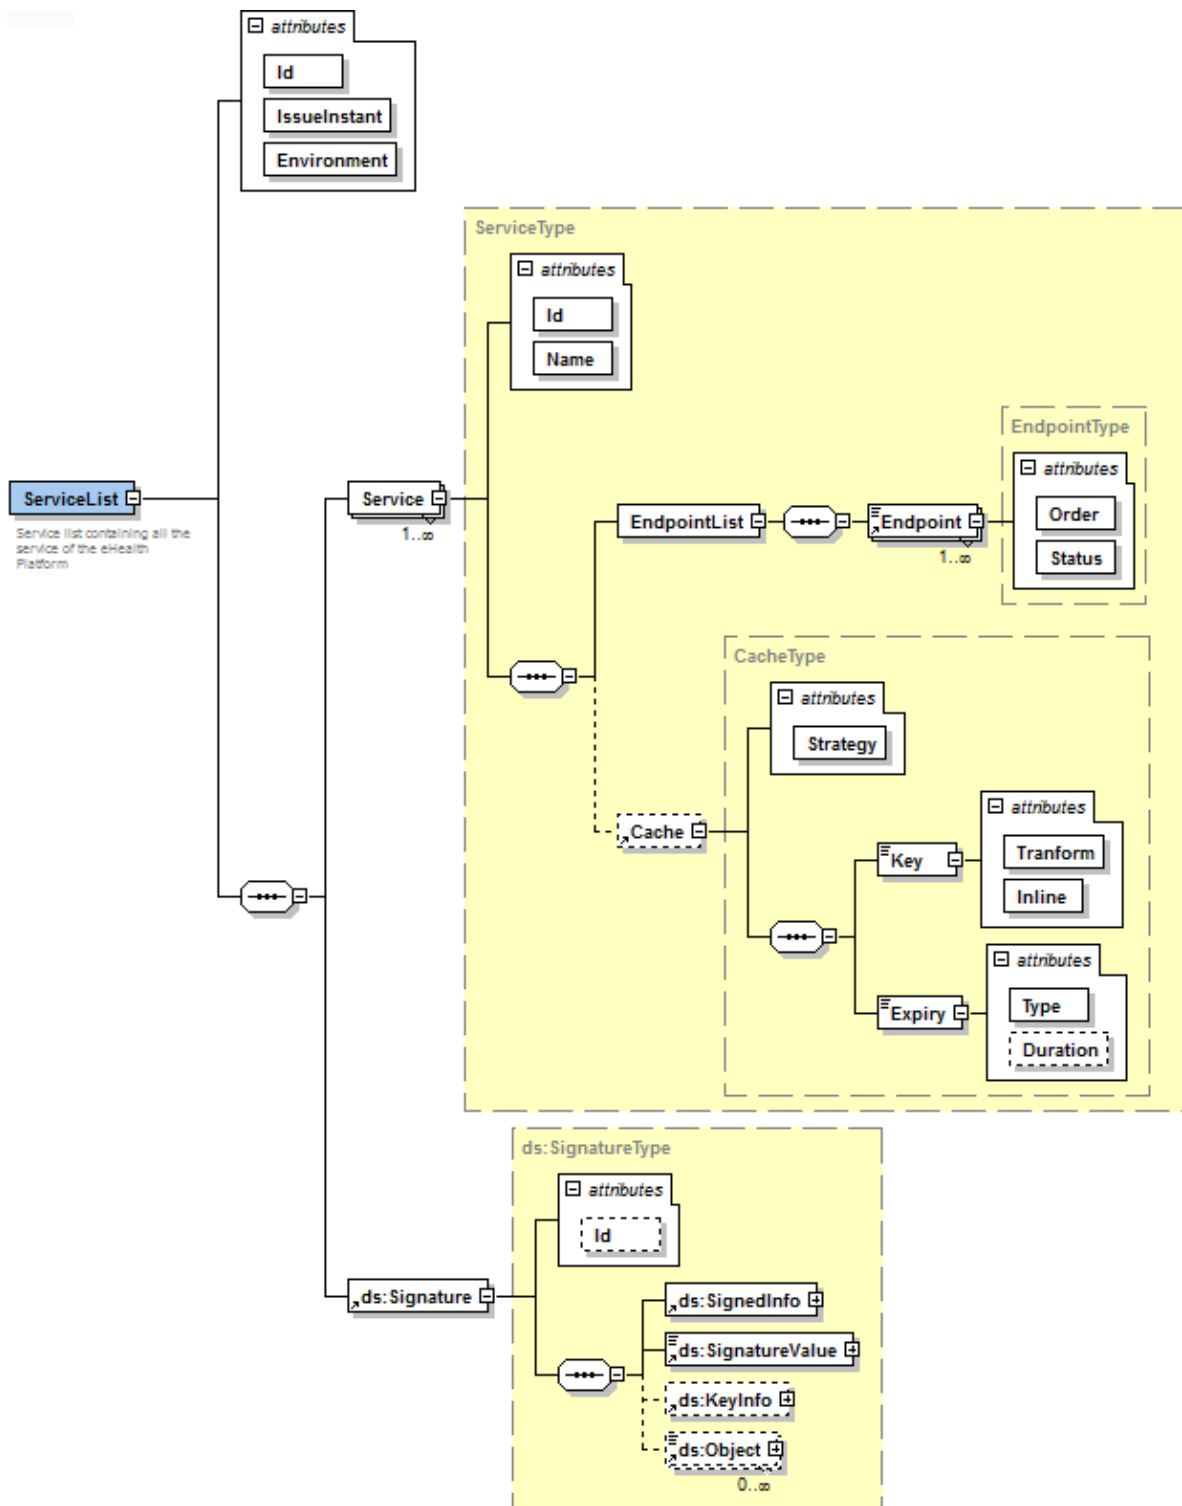 attributes
Id
IssueInstant
Environment
ServiceType
attributes
Id
Name
EndpointType
attributes
Order
Status
ServiceList
Service list containing all the
service of the eHealth
Platform
Service
1..∞
EndpointList
Endpoint
1..∞
CacheType
attributes
Strategy
Cache
Key
attributes
Tranform
Inline
Expiry
attributes
Type
Duration
ds:SignatureType
attributes
Id
ds:Signature
ds:SignedInfo
ds:SignatureValue
ds:KeyInfo
ds:Object
0..∞